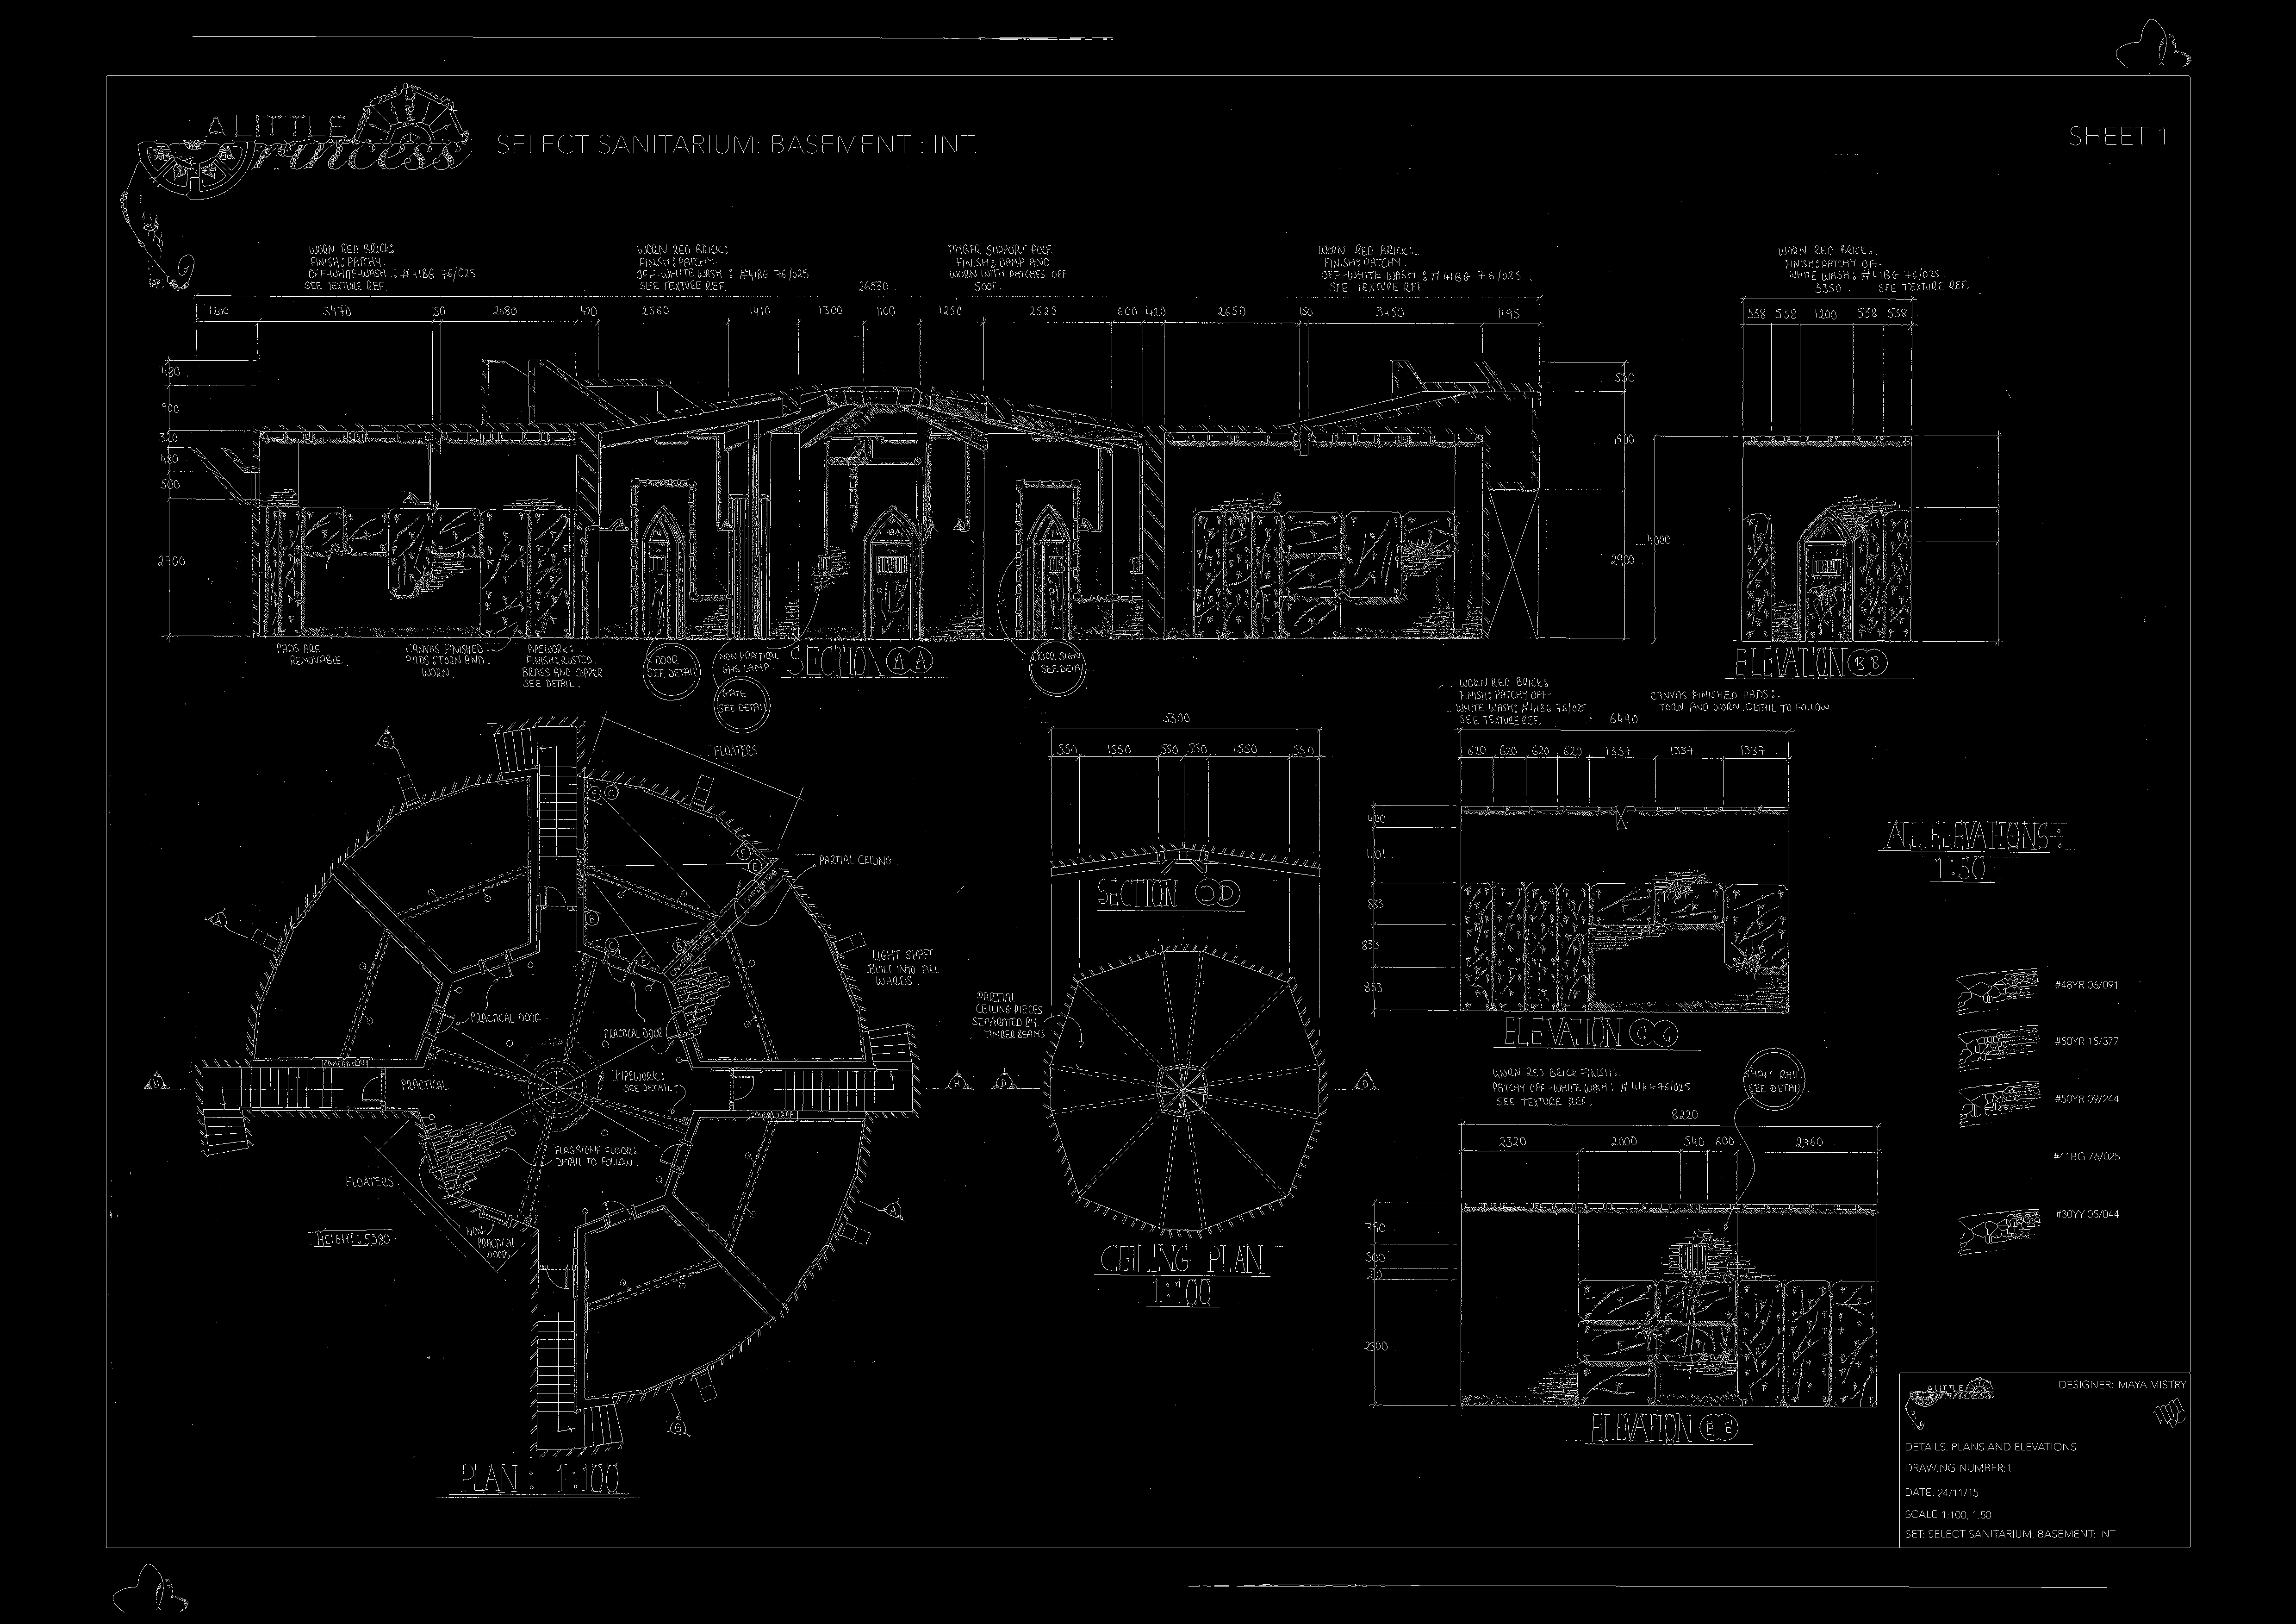 A LITTLE
Princess
SELECT SANITARIUM: BASEMENT : INT.
SHEET 1
WORN RED BRICK:
FINISH: PATCHY.
OFF-WHITE-WASH : #41BG 76/025.
SEE TEXTURE REF.
WORN RED BRICK:
FINISH: PATCHY.
OFF-WHITE WASH : #41BG 76/025
SEE TEXTURE REF.
TIMBER SUPPORT POLE
FINISH: DAMP AND.
WORN WITH PATCHES OFF
SOOT.
WORN RED BRICK:
FINISH: PATCHY.
OFF-WHITE WASH : #41BG 76/025.
SEE TEXTURE REF
WORN RED BRICK:
FINISH: PATCHY OFF-
WHITE WASH: #41BG 76/025.
SEE TEXTURE REF.
26530
3350
1200 3470 150 2680 420 2560 1410 1300 1100 1250 2525 600 420 2650 150 3450 1195
538 538 1200 538 538
480
900
320
480
500
2700
550
1900
2900
4000
PADS ARE
REMOVABLE.
CANVAS FINISHED
PADS: TORN AND
WORN.
PIPEWORK:
FINISH: RUSTED.
BRASS AND COPPER.
SEE DETAIL.
DOOR
SEE DETAIL
NON PRACTIAL
GAS LAMP.
GATE
SEE DETAIL
SECTION A A
DOOR SIGN
SEE DETAIL
ELEVATION B B
WORN RED BRICK:
FINISH: PATCHY OFF-
WHITE WASH: #41BG 76/025
SEE TEXTURE REF.
CANVAS FINISHED PADS:
TORN AND WORN. DETAIL TO FOLLOW.
6490
620 620 620 620 1337 1337 1337
400
1101
833
833
833
ELEVATION C C
ALL ELEVATIONS:
1:50
5300
550 1550 550 550 1550 550
SECTION D D
PARTIAL
CEILING PIECES
SEPARATED BY
TIMBER BEAMS
D
D
CEILING PLAN
1:100
G
FLOATERS
E C
F
E
PARTIAL CEILING.
CAMERA TRAP
A
B
C
B
F
CAMERA TRAP
LIGHT SHAFT
BUILT INTO ALL
WARDS.
PRACTICAL DOOR
PRACTICAL DOOR
CAMERA TRAP
H
PRACTICAL
PIPEWORK:
SEE DETAIL
H
CAMERA TRAP
FLAGSTONE FLOOR:
DETAIL TO FOLLOW.
FLOATERS
NON-
PRACTICAL
DOORS
HEIGHT: 5380
A
G
PLAN : 1:100
WORN RED BRICK FINISH:
PATCHY OFF-WHITE WASH: #41BG 76/025
SEE TEXTURE REF.
SHAFT RAIL
SEE DETAIL
8220
2320 2000 540 600 2760
790
500
210
2500
ELEVATION E E
#48YR 06/091
#50YR 15/377
#50YR 09/244
#41BG 76/025
#30YY 05/044
A LITTLE
Princess
DESIGNER: MAYA MISTRY
DETAILS: PLANS AND ELEVATIONS
DRAWING NUMBER:1
DATE: 24/11/15
SCALE:1:100, 1:50
SET: SELECT SANITARIUM: BASEMENT: INT